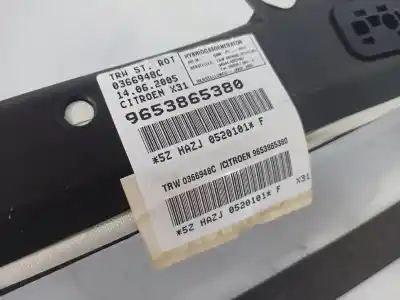 TRW ST. ROT
0366948C
14.06.2005
CITROEN X31
HYBRIDGASGENERATOR
9653865380
*5Z HAZJ 0520101* F
TRW 0366948C /CITROEN 9653865380
*5Z HAZJ 0520101* F
X31